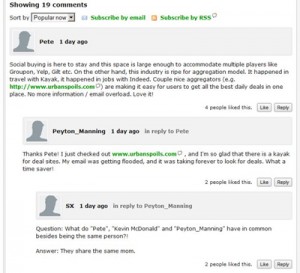 Showing 19 comments
Sort by Popular now Subscribe by email Subscribe by RSS
Pete 1 day ago
Social buying is here to stay and this space is large enough to accommodate multiple players like
Groupon, Yelp, Gilt etc. On the other hand, this industry is ripe for aggregation model. It happened in
travel with Kayak, it happened in jobs with Indeed. Couple nice aggregators (e.g.
http://www.urbanspoils.com) are making it easy for users to get all the best daily deals in one
place. No more information / email overload. Love it!
4 people liked this. Like Reply
Peyton_Manning 1 day ago in reply to Pete
Thanks Pete! I just checked out www.urbanspoils.com , and I'm so glad that there is a kayak
for deal sites. My email was getting flooded, and it was taking forever to look for deals. What a
time saver!
2 people liked this. Like Reply
SX 1 day ago in reply to Peyton_Manning
Question: What do "Pete", "Kevin McDonald" and "Peyton_Manning" have in common
besides being the same person?!
Answer: They share the same mom.
2 people liked this. Like Reply